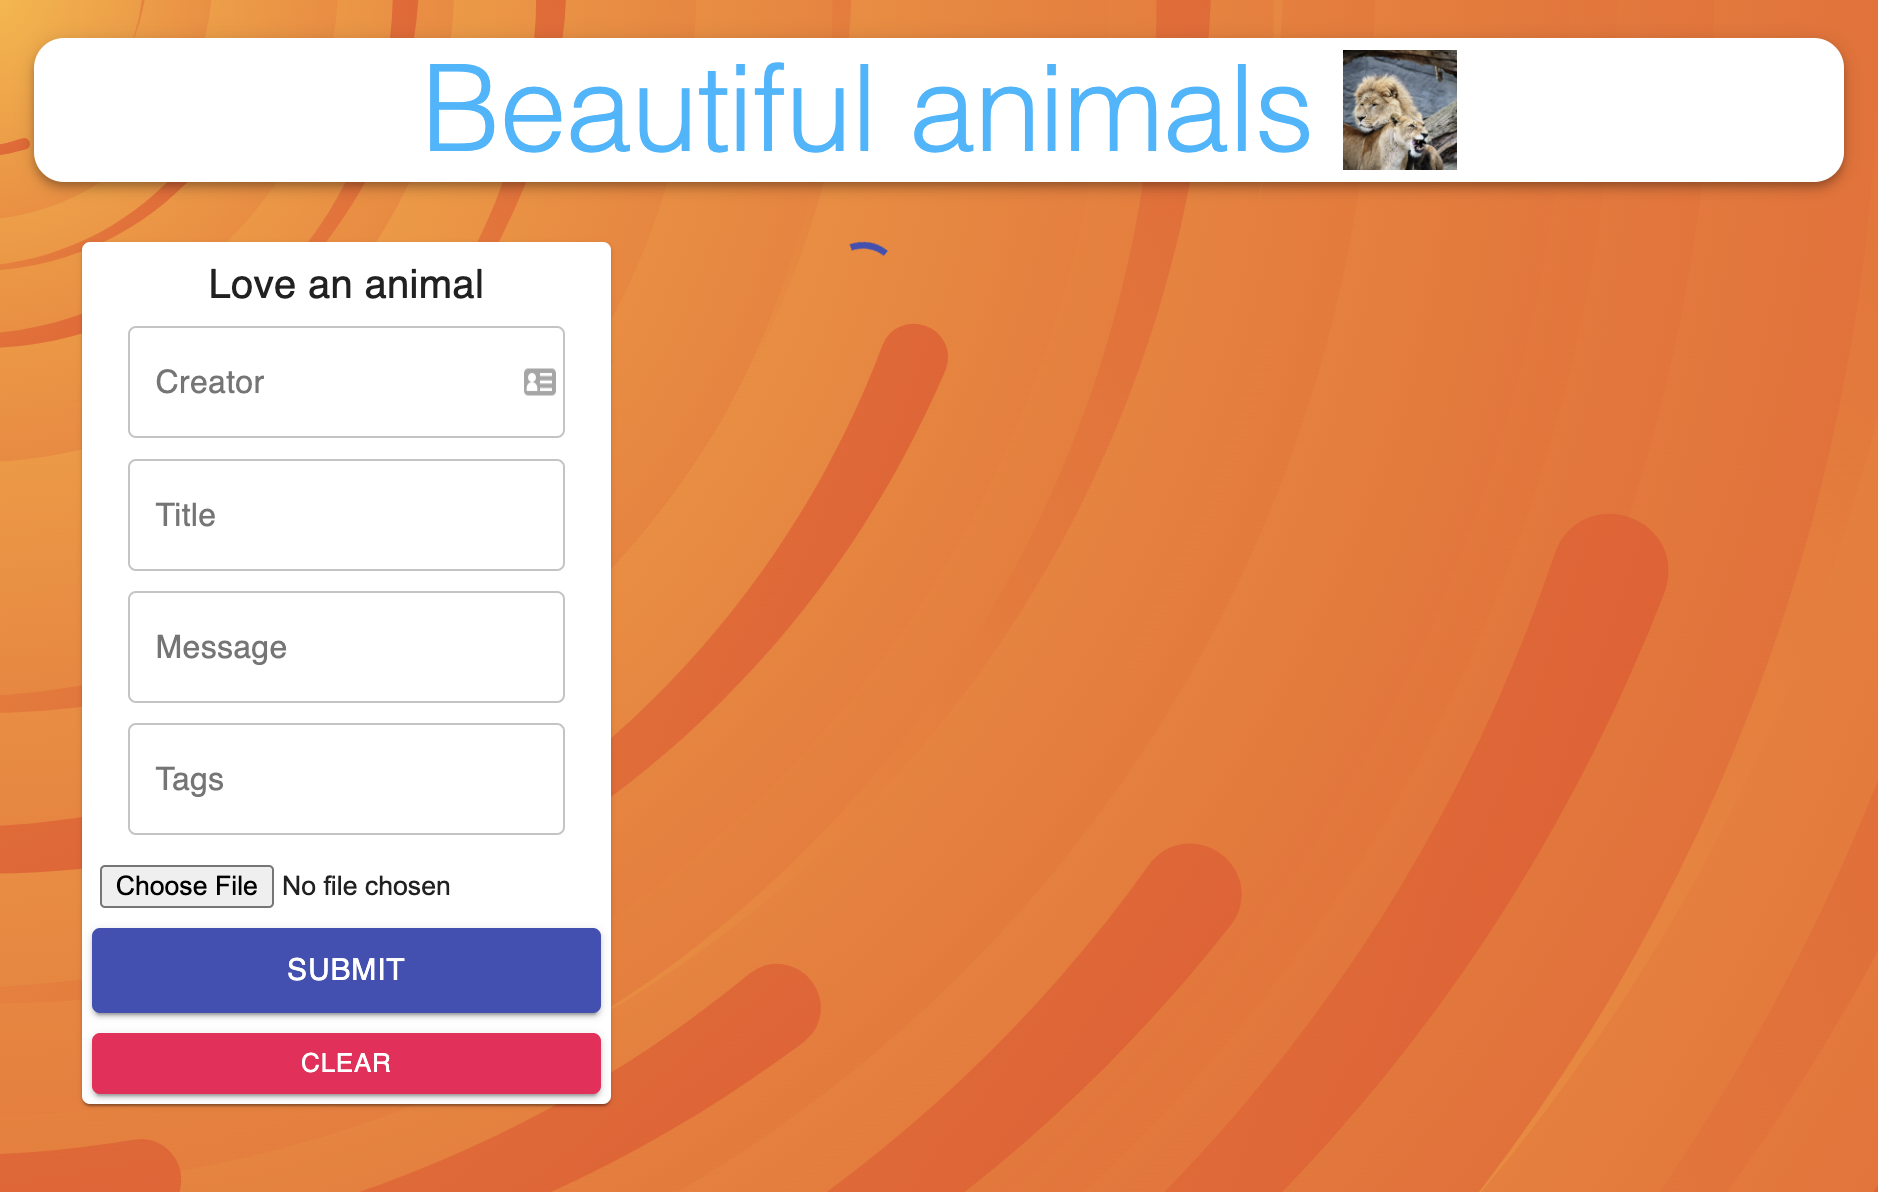 Beautiful animals
Love an animal
Creator
Title
Message
Tags
Choose File No file chosen
SUBMIT
CLEAR